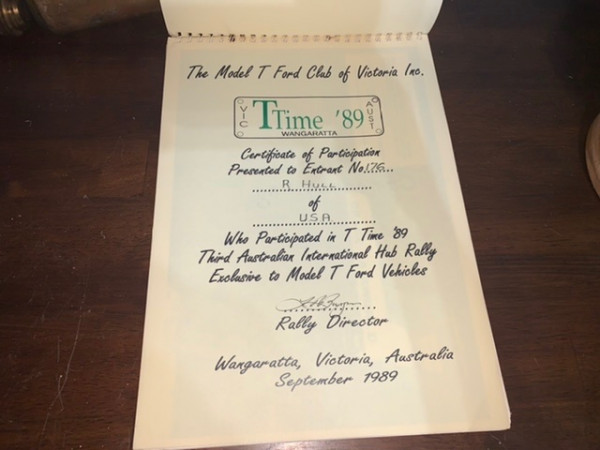 The Model T Ford Club of Victoria Inc.
VIC
TTime '89
AUST
WANGARATTA
Certificate of Participation
Presented to Entrant No.176...
R. HULL
of
USA
Who Participated in T Time '89
Third Australian International Hub Rally
Exclusive to Model T Ford Vehicles
Rally Director
Wangaratta, Victoria, Australia
September 1989